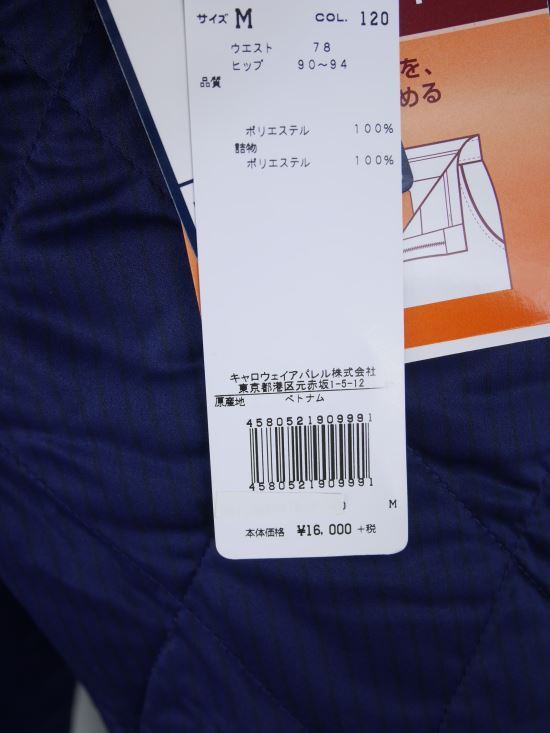 サイズ M COL. 120
ウエスト 78
ヒップ 90～94
品質
ポリエステル 100%
詰物
ポリエステル 100%
を、
める
キャロウェイアパレル株式会社
東京都港区元赤坂1-5-12
原産地 ベトナム
4580521909991
4580521909991
M
本体価格 ¥16,000 +税